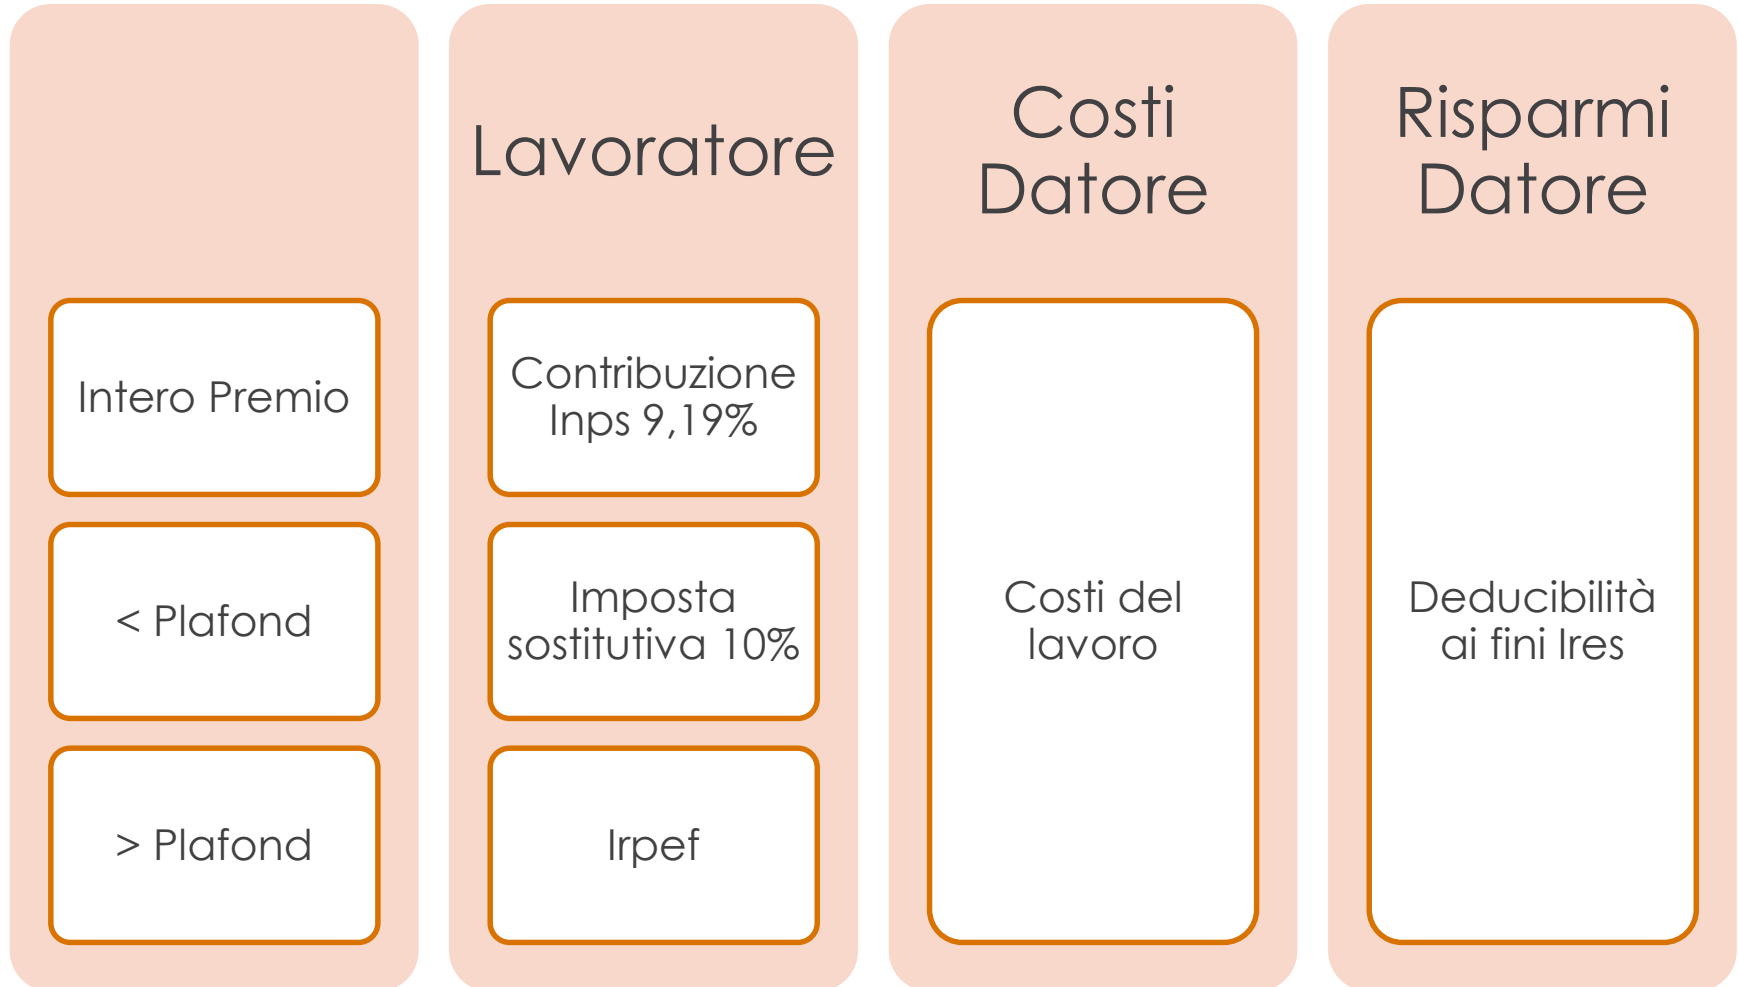 Lavoratore
Costi
Datore
Risparmi
Datore
Intero Premio
< Plafond
> Plafond
Contribuzione
Inps 9,19%
Imposta
sostitutiva 10%
Irpef
Costi del
lavoro
Deducibilità
ai fini Ires